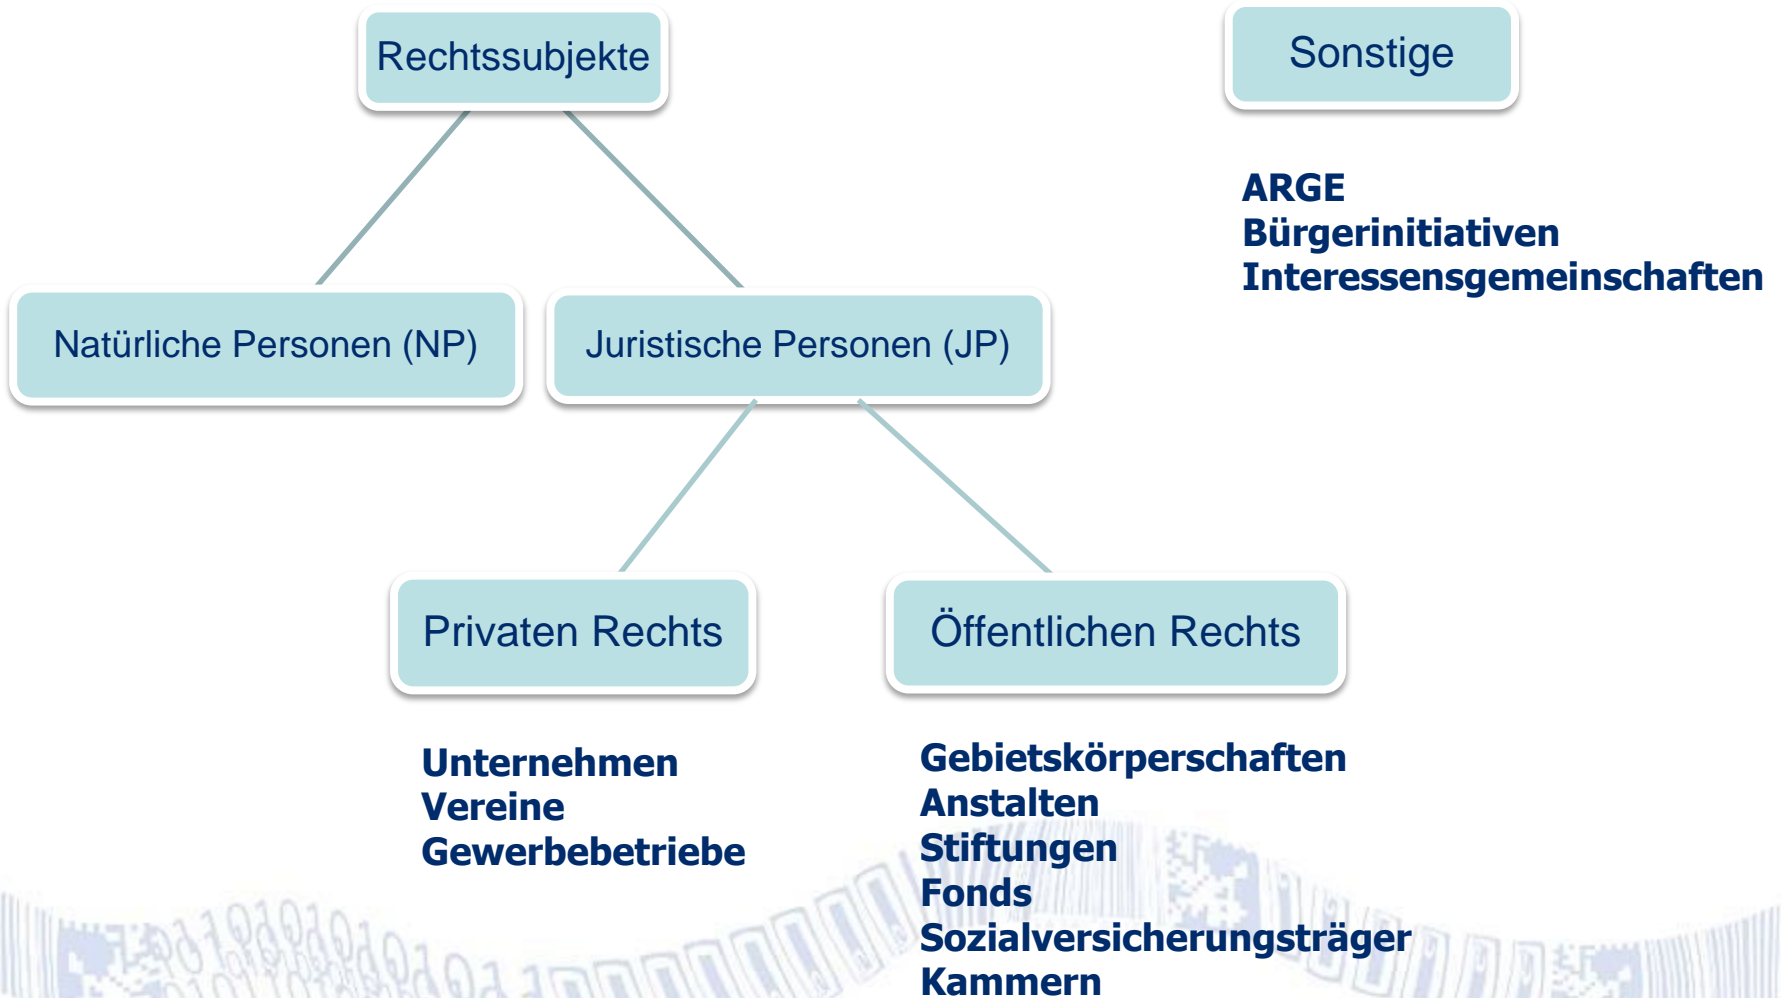 Rechtssubjekte
Sonstige
ARGE
Bürgerinitiativen
Interessensgemeinschaften
Natürliche Personen (NP)
Juristische Personen (JP)
Privaten Rechts
Öffentlichen Rechts
Unternehmen
Vereine
Gewerbebetriebe
Gebietskörperschaften
Anstalten
Stiftungen
Fonds
Sozialversicherungsträger
Kammern